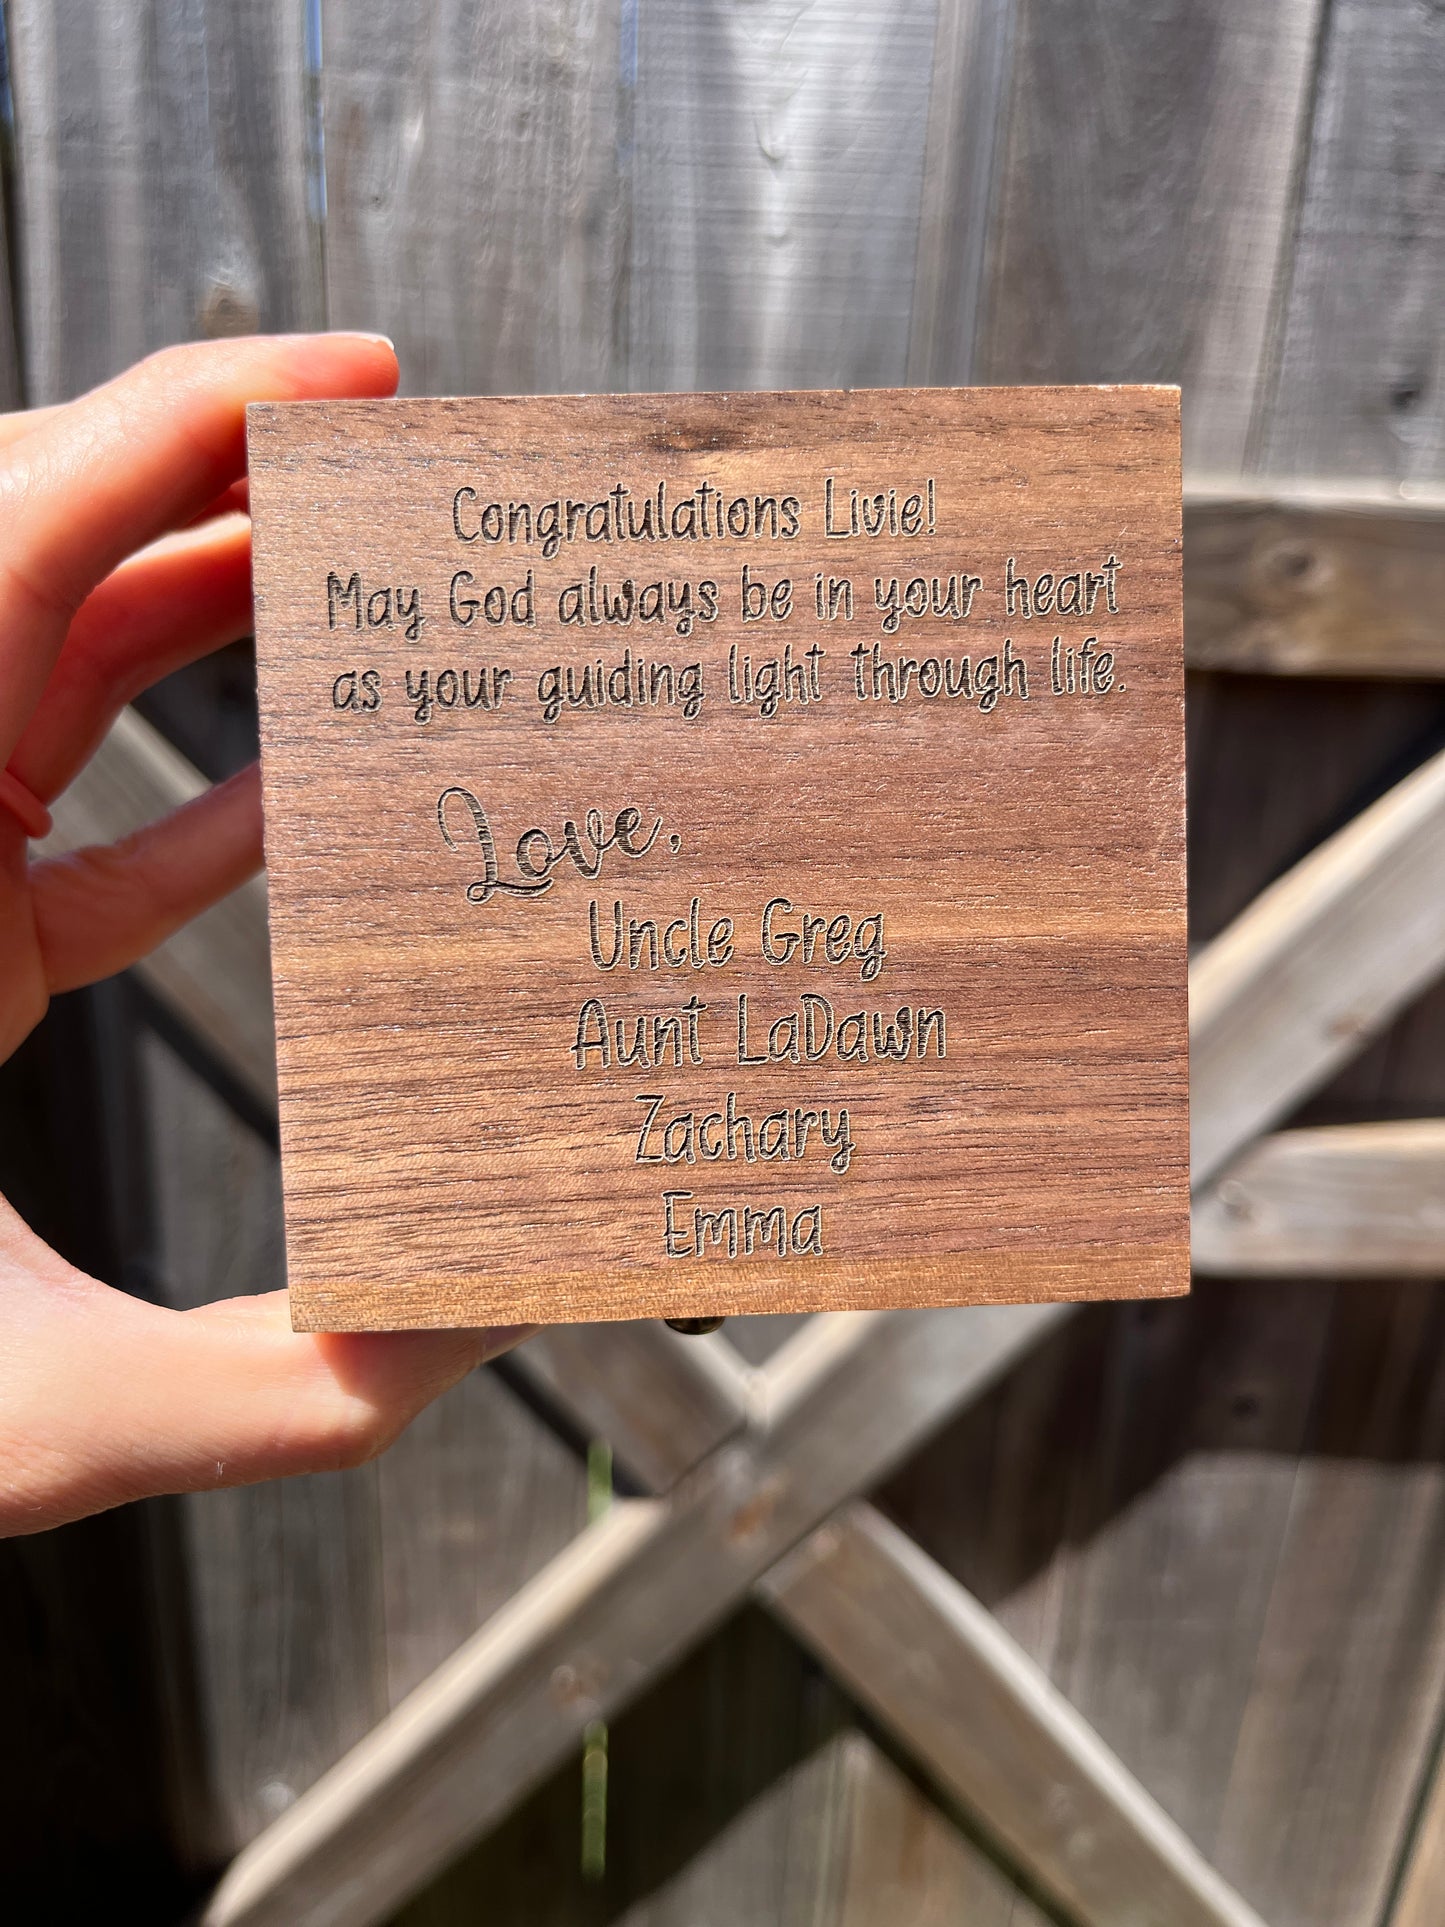 Congratulations Livie!
May God always be in your heart
as your guiding light through life.
Love,
Uncle Greg
Aunt LaDawn
Zachary
Emma